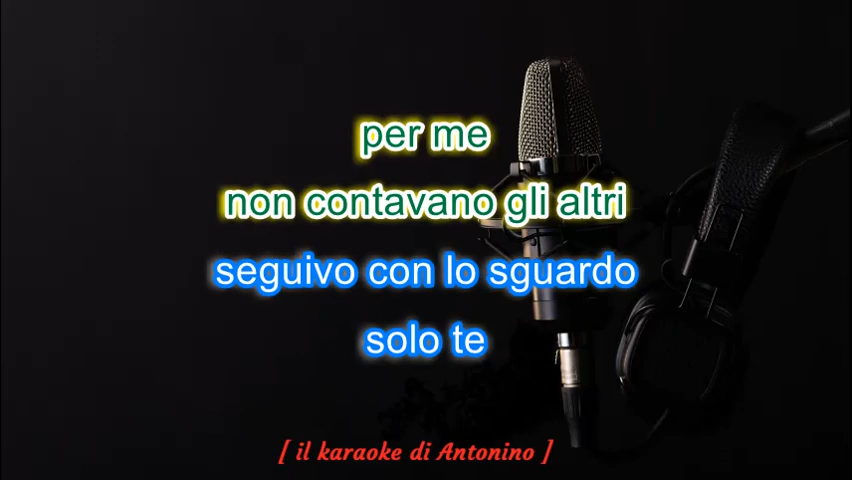 per me
non contavano gli altri
seguivo con lo sguardo
solo te
[ il karaoke di Antonino ]